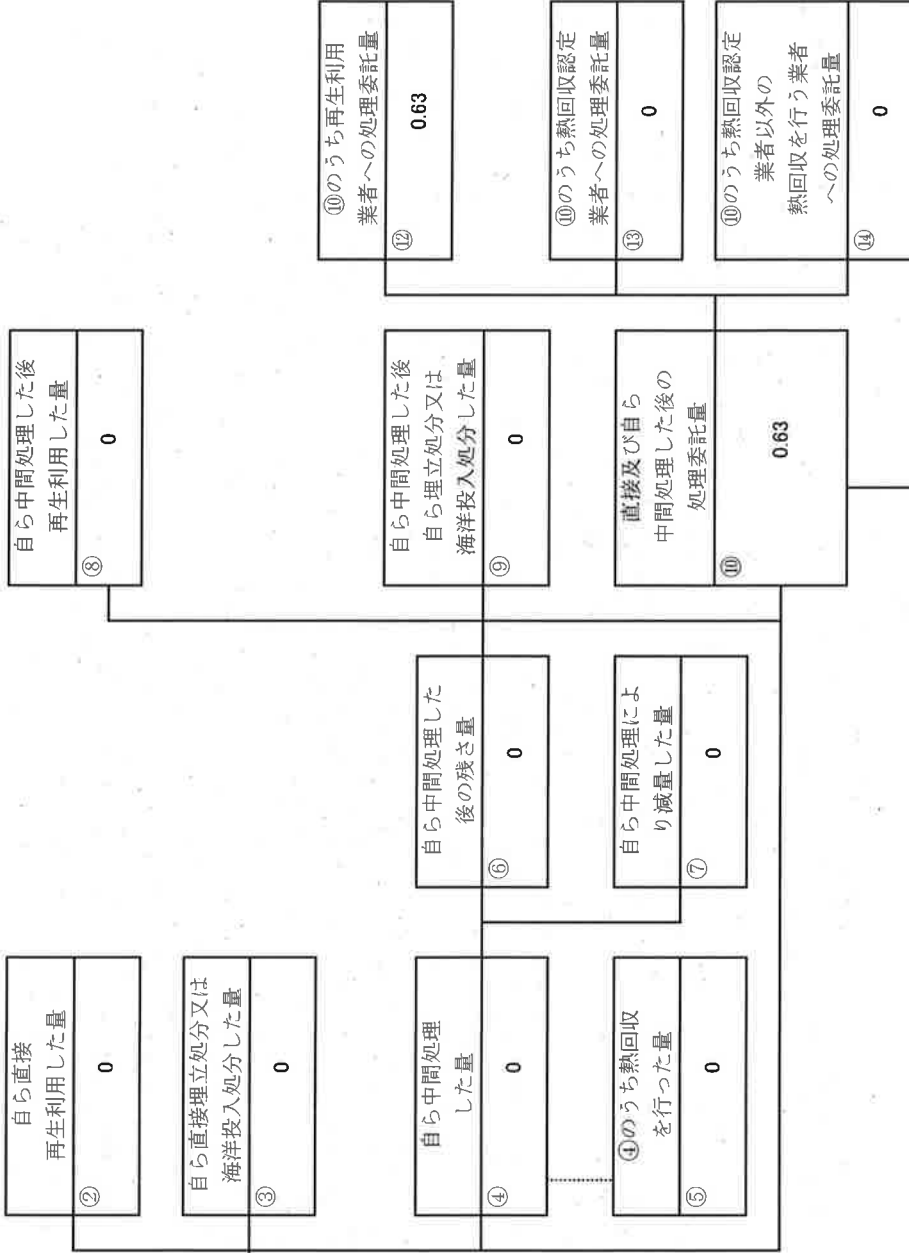 自ら直接
再生利用した量
②
0
自ら直接埋立処分又は
海洋投入処分した量
③
0
自ら中間処理
した量
④
0
④のうち熱回収
を行った量
⑤
0
自ら中間処理した
後の残さ量
⑥
0
自ら中間処理によ
り減量した量
⑦
0
自ら中間処理した後
再生利用した量
⑧
0
自ら中間処理した後
自ら埋立処分又は
海洋投入処分した量
⑨
0
直接及び自ら
中間処理した後の
処理委託量
⑩
0.63
⑩のうち再生利用
業者への処理委託量
⑫
0.63
⑩のうち熱回収認定
業者への処理委託量
⑬
0
⑩のうち熱回収認定
業者以外の
熱回収を行う業者
への処理委託量
⑭
0